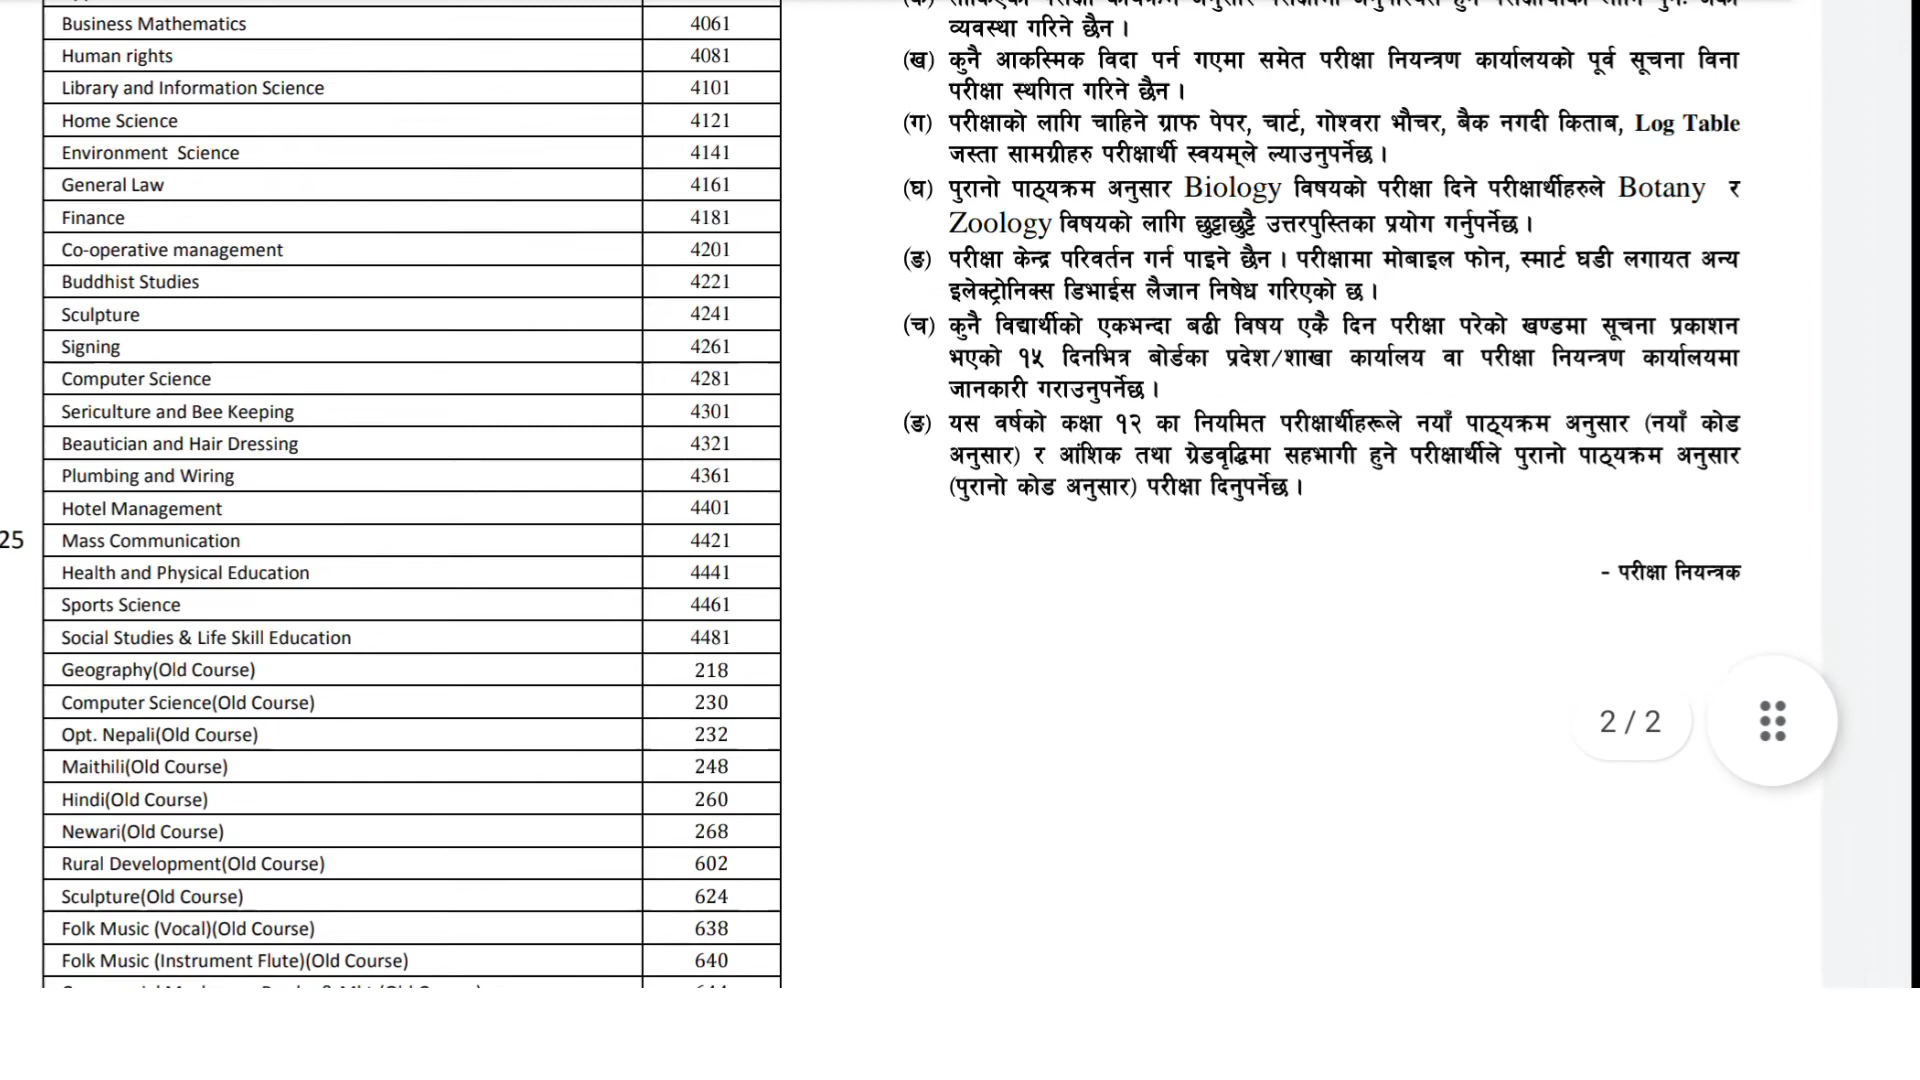 Business Mathematics 4061
Human rights 4081
Library and Information Science 4101
Home Science 4121
Environment Science 4141
General Law 4161
Finance 4181
Co-operative management 4201
Buddhist Studies 4221
Sculpture 4241
Signing 4261
Computer Science 4281
Sericulture and Bee Keeping 4301
Beautician and Hair Dressing 4321
Plumbing and Wiring 4361
Hotel Management 4401
25
Mass Communication 4421
Health and Physical Education 4441
Sports Science 4461
Social Studies & Life Skill Education 4481
Geography(Old Course) 218
Computer Science(Old Course) 230
Opt. Nepali(Old Course) 232
Maithili(Old Course) 248
Hindi(Old Course) 260
Newari(Old Course) 268
Rural Development(Old Course) 602
Sculpture(Old Course) 624
Folk Music (Vocal)(Old Course) 638
Folk Music (Instrument Flute)(Old Course) 640
व्यवस्था गरिने छैन ।
(ख) कुनै आकस्मिक विदा पर्न गएमा समेत परीक्षा नियन्त्रण कार्यालयको पूर्व सूचना विना
परीक्षा स्थगित गरिने छैन ।
(ग) परीक्षाको लागि चाहिने ग्राफ पेपर, चार्ट, गोश्वरा भौचर, बैक नगदी किताब, Log Table
जस्ता सामग्रीहरु परीक्षार्थी स्वयम्ले ल्याउनुपर्नेछ ।
(घ) पुरानो पाठ्यक्रम अनुसार Biology विषयको परीक्षा दिने परीक्षार्थीहरुले Botany र
Zoology विषयको लागि छुट्टाछुट्टै उत्तरपुस्तिका प्रयोग गर्नुपर्नेछ ।
(ङ) परीक्षा केन्द्र परिवर्तन गर्न पाइने छैन । परीक्षामा मोबाइल फोन, स्मार्ट घडी लगायत अन्य
इलेक्ट्रोनिक्स डिभाईस लैजान निषेध गरिएको छ ।
(च) कुनै विद्यार्थीको एकभन्दा बढी विषय एकै दिन परीक्षा परेको खण्डमा सूचना प्रकाशन
भएको १५ दिनभित्र बोर्डका प्रदेश/शाखा कार्यालय वा परीक्षा नियन्त्रण कार्यालयमा
जानकारी गराउनुपर्नेछ ।
(ङ) यस वर्षको कक्षा १२ का नियमित परीक्षार्थीहरूले नयाँ पाठ्यक्रम अनुसार (नयाँ कोड
अनुसार) र आंशिक तथा ग्रेडवृद्धिमा सहभागी हुने परीक्षार्थीले पुरानो पाठ्यक्रम अनुसार
(पुरानो कोड अनुसार) परीक्षा दिनुपर्नेछ ।
- परीक्षा नियन्त्रक
2 / 2